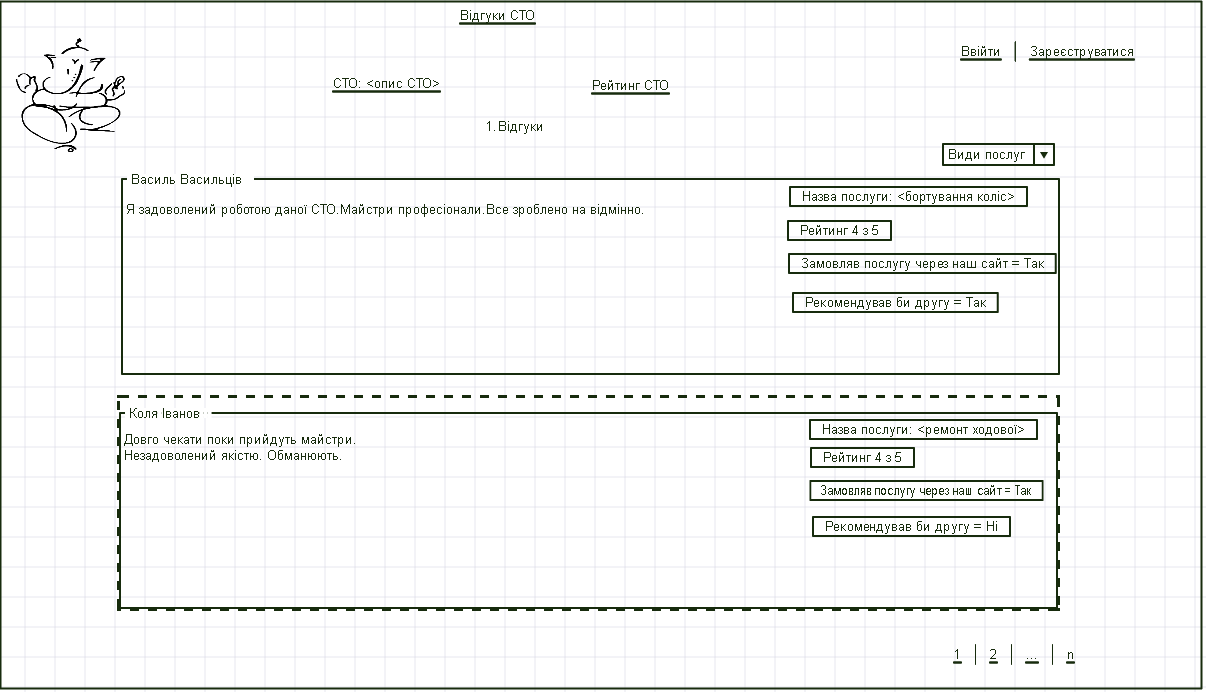 Відгуки СТО
Ввійти | Зареєструватися
СТО: <опис СТО>
Рейтинг СТО
1.Відгуки
Види послуг
Василь Васильців
Я задоволений роботою даної СТО.Майстри професіонали.Все зроблено на відмінно.
Назва послуги: <бортування коліс>
Рейтинг 4 з 5
Замовляв послугу через наш сайт = Так
Рекомендував би другу = Так
Коля Іванов
Довго чекати поки прийдуть майстри.
Незадоволений якістю. Обманюють.
Назва послуги: <ремонт ходової>
Рейтинг 4 з 5
Замовляв послугу через наш сайт = Так
Рекомендував би другу = Ні
1 | 2 | ... | n